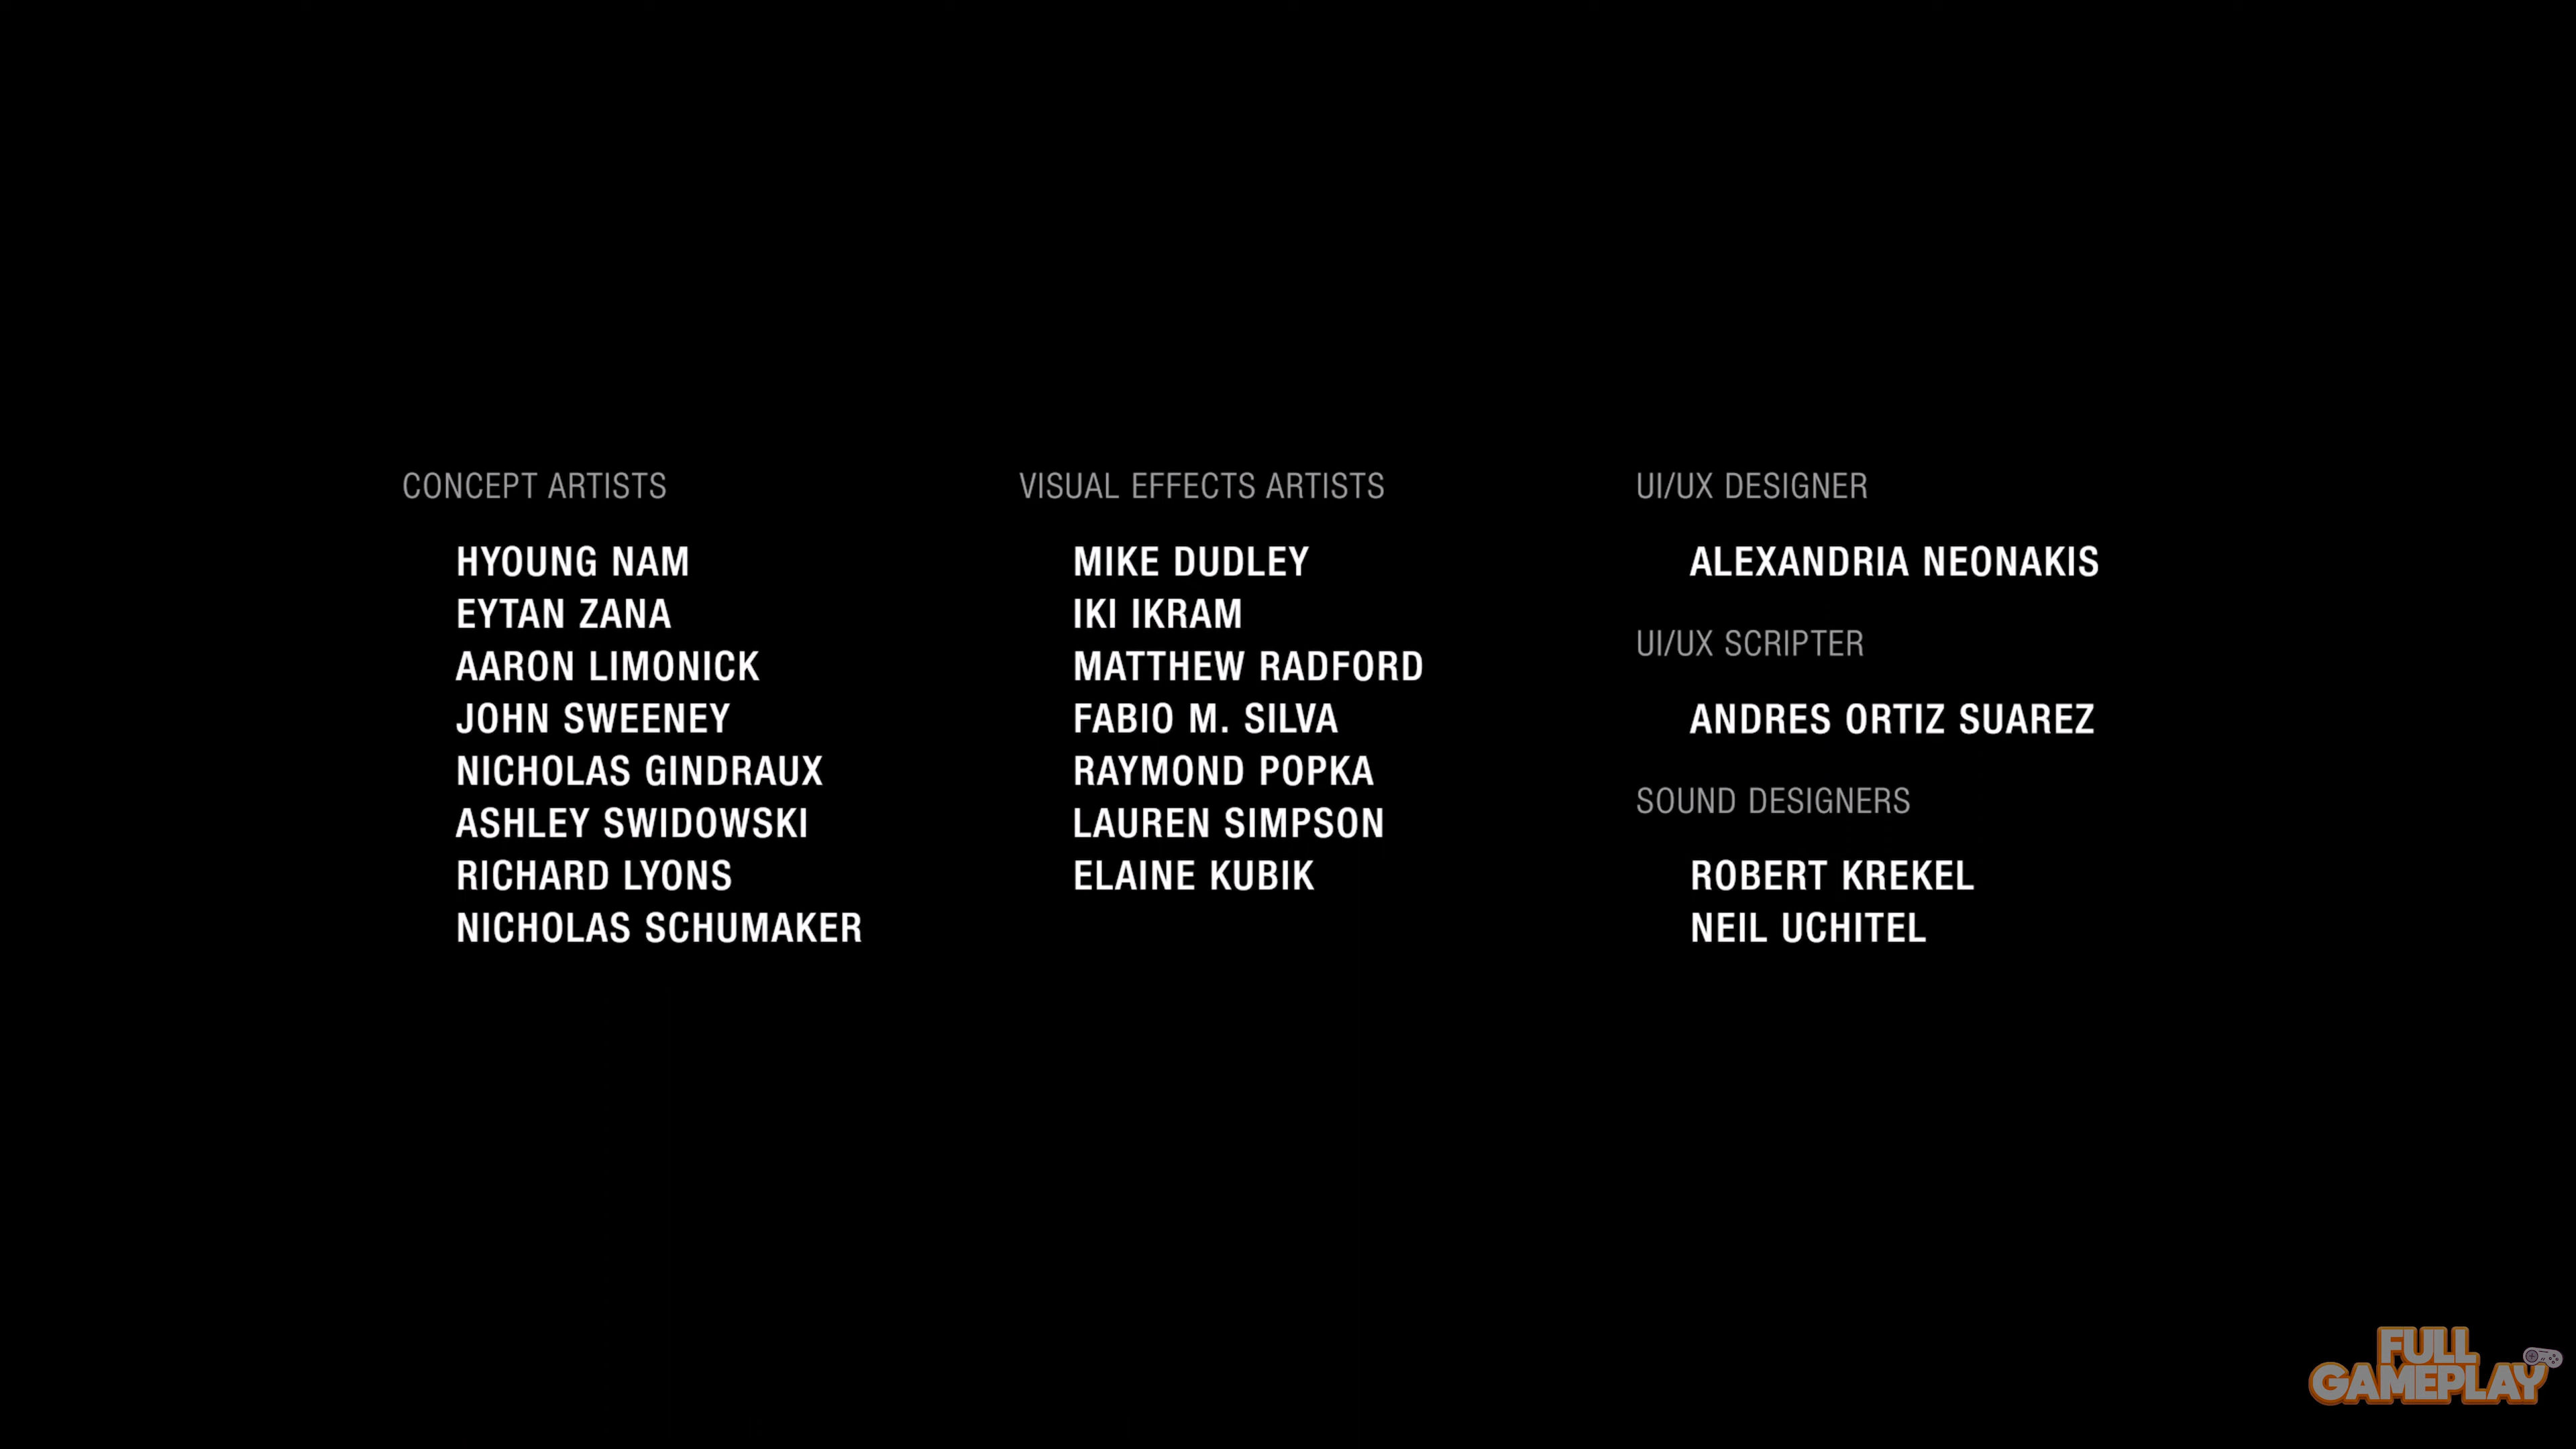 CONCEPT ARTISTS
HYOUNG NAM
EYTAN ZANA
AARON LIMONICK
JOHN SWEENEY
NICHOLAS GINDRAUX
ASHLEY SWIDOWSKI
RICHARD LYONS
NICHOLAS SCHUMAKER
VISUAL EFFECTS ARTISTS
MIKE DUDLEY
IKI IKRAM
MATTHEW RADFORD
FABIO M. SILVA
RAYMOND POPKA
LAUREN SIMPSON
ELAINE KUBIK
UI/UX DESIGNER
ALEXANDRIA NEONAKIS
UI/UX SCRIPTER
ANDRES ORTIZ SUAREZ
SOUND DESIGNERS
ROBERT KREKEL
NEIL UCHITEL
FULL
GAMEPLAY